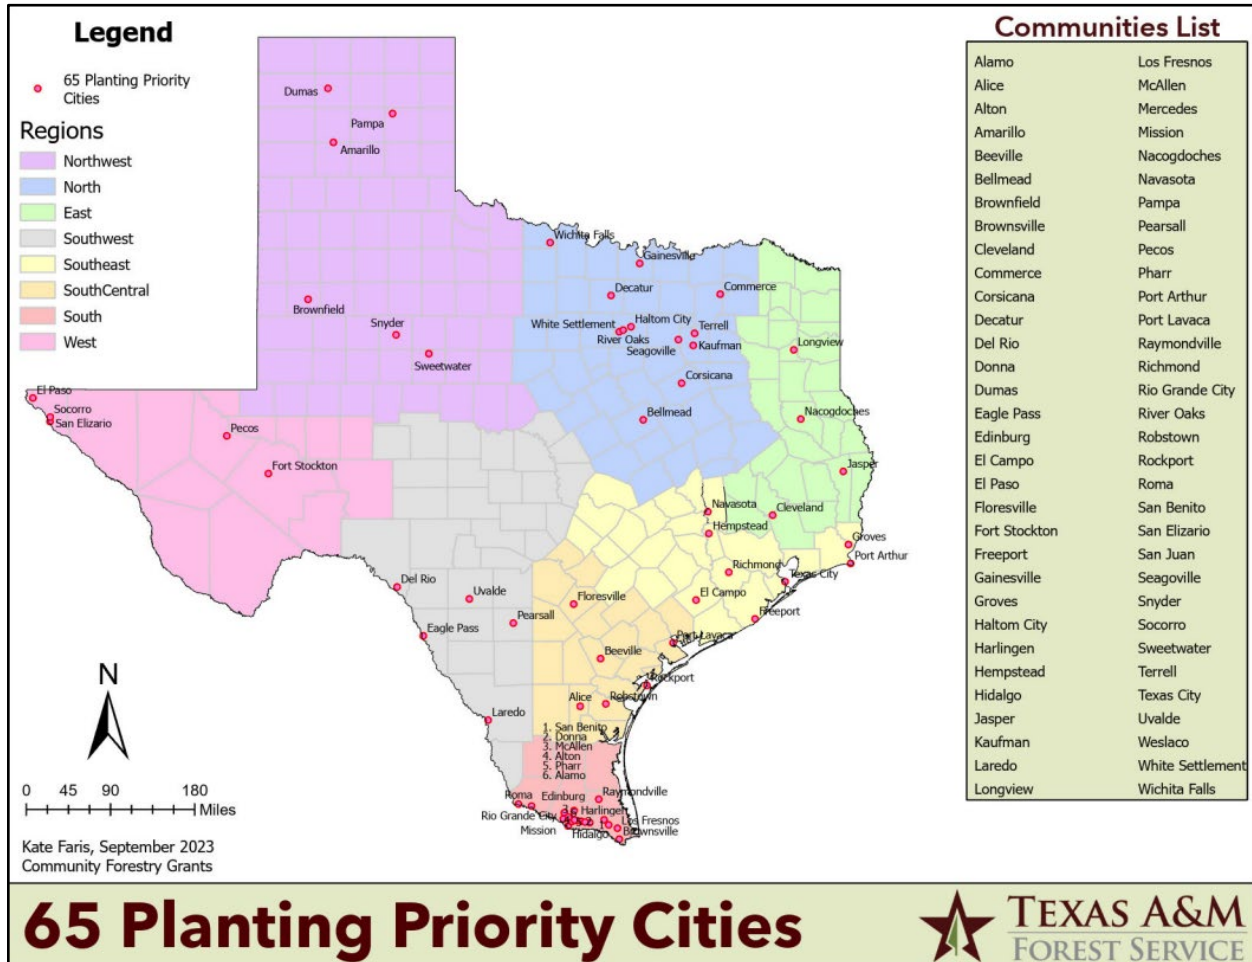 Legend
65 Planting Priority
Cities
Regions
Northwest
North
East
Southwest
Southeast
SouthCentral
South
West
Dumas
Pampa
Amarillo
Wichita Falls
Gainesville
Decatur
Commerce
Brownfield
Haltom City
White Settlement
Terrell
Snyder
River Oaks
Seagoville
Kaufman
Longview
Sweetwater
Corsicana
El Paso
Socorro
San Elizario
Bellmead
Nacogdoches
Pecos
Fort Stockton
Jasper
Navasota
Cleveland
Hempstead
Groves
Port Arthur
Richmond
Texas City
Del Rio
Uvalde
Floresville
El Campo
Pearsall
Freeport
Eagle Pass
Port Lavaca
Beeville
Rockport
Alice
Robstown
Laredo
1. San Benito
2. Donna
3. McAllen
4. Alton
5. Pharr
6. Alamo
Roma
Edinburg
Raymondville
Rio Grande City
Harlingen
Mission
Hidalgo
Los Fresnos
Brownsville
N
0 45 90 180
Miles
Kate Faris, September 2023
Community Forestry Grants
Communities List
Alamo
Alice
Alton
Amarillo
Beeville
Bellmead
Brownfield
Brownsville
Cleveland
Commerce
Corsicana
Decatur
Del Rio
Donna
Dumas
Eagle Pass
Edinburg
El Campo
El Paso
Floresville
Fort Stockton
Freeport
Gainesville
Groves
Haltom City
Harlingen
Hempstead
Hidalgo
Jasper
Kaufman
Laredo
Longview
Los Fresnos
McAllen
Mercedes
Mission
Nacogdoches
Navasota
Pampa
Pearsall
Pecos
Pharr
Port Arthur
Port Lavaca
Raymondville
Richmond
Rio Grande City
River Oaks
Robstown
Rockport
Roma
San Benito
San Elizario
San Juan
Seagoville
Snyder
Socorro
Sweetwater
Terrell
Texas City
Uvalde
Weslaco
White Settlement
Wichita Falls
65 Planting Priority Cities
TEXAS A&M
FOREST SERVICE